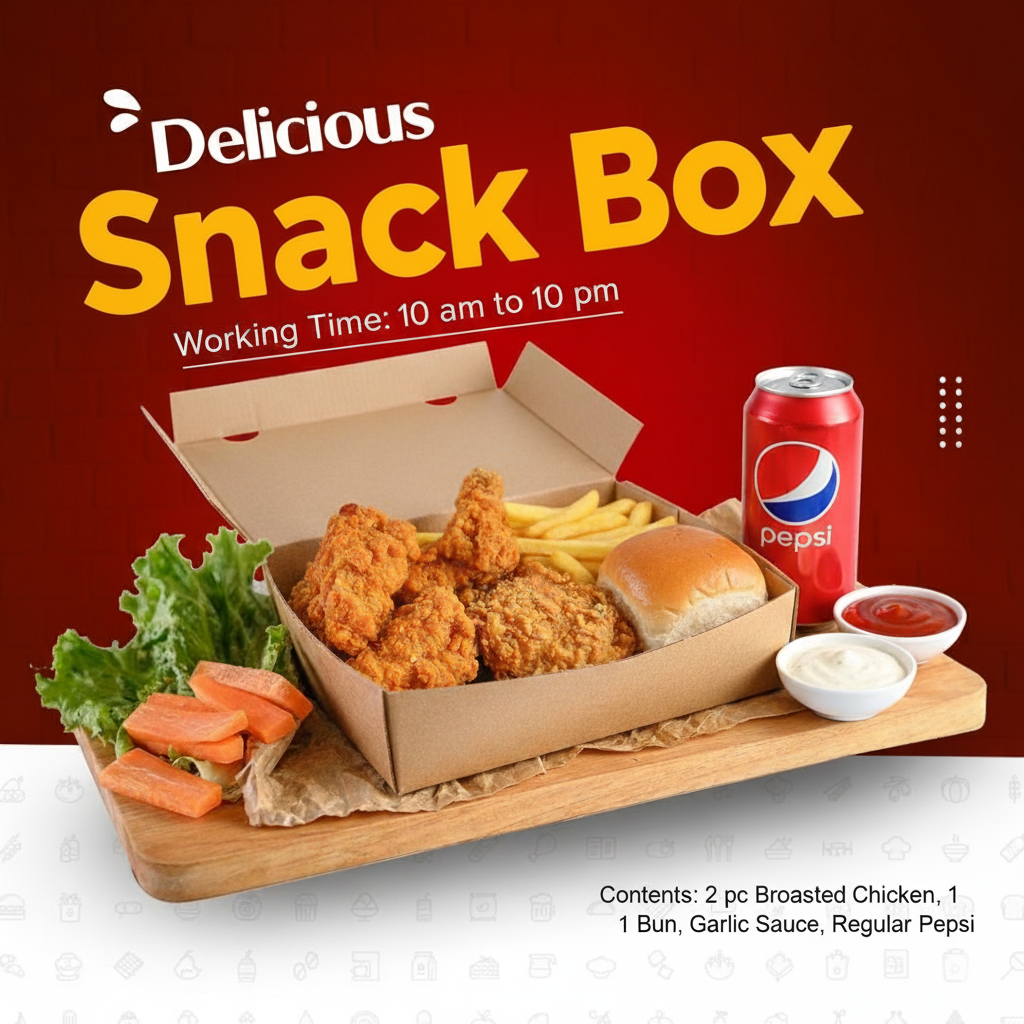 Delicious
Snack Box
Working Time: 10 am to 10 pm
pepsi
Contents: 2 pc Broasted Chicken, 1
1 Bun, Garlic Sauce, Regular Pepsi